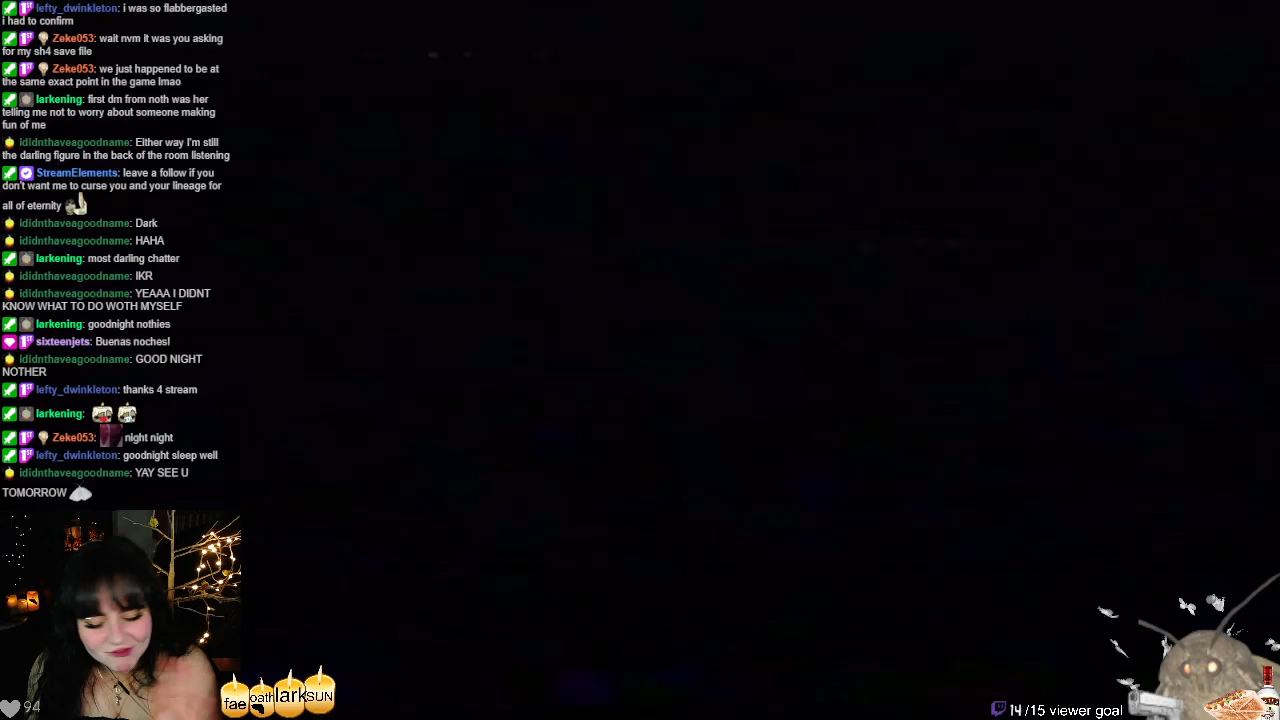 lefty_dwinkleton: i was so flabbergasted
i had to confirm
Zeke053: wait nvm it was you asking
for my sh4 save file
Zeke053: we just happened to be at
the same exact point in the game lmao
larkening: first dm from noth was her
telling me not to worry about someone making
fun of me
ididnthaveagoodname: Either way I'm still
the darling figure in the back of the room listening
StreamElements: leave a follow if you
don't want me to curse you and your lineage for
all of eternity
ididnthaveagoodname: Dark
ididnthaveagoodname: HAHA
larkening: most darling chatter
ididnthaveagoodname: IKR
ididnthaveagoodname: YEAAA I DIDNT
KNOW WHAT TO DO WOTH MYSELF
larkening: goodnight nothies
sixteenjets: Buenas noches!
ididnthaveagoodname: GOOD NIGHT
NOTHER
lefty_dwinkleton: thanks 4 stream
larkening:
Zeke053: night night
lefty_dwinkleton: goodnight sleep well
ididnthaveagoodname: YAY SEE U
TOMORROW
fae oath lark SUN
94
14 /15 viewer goal